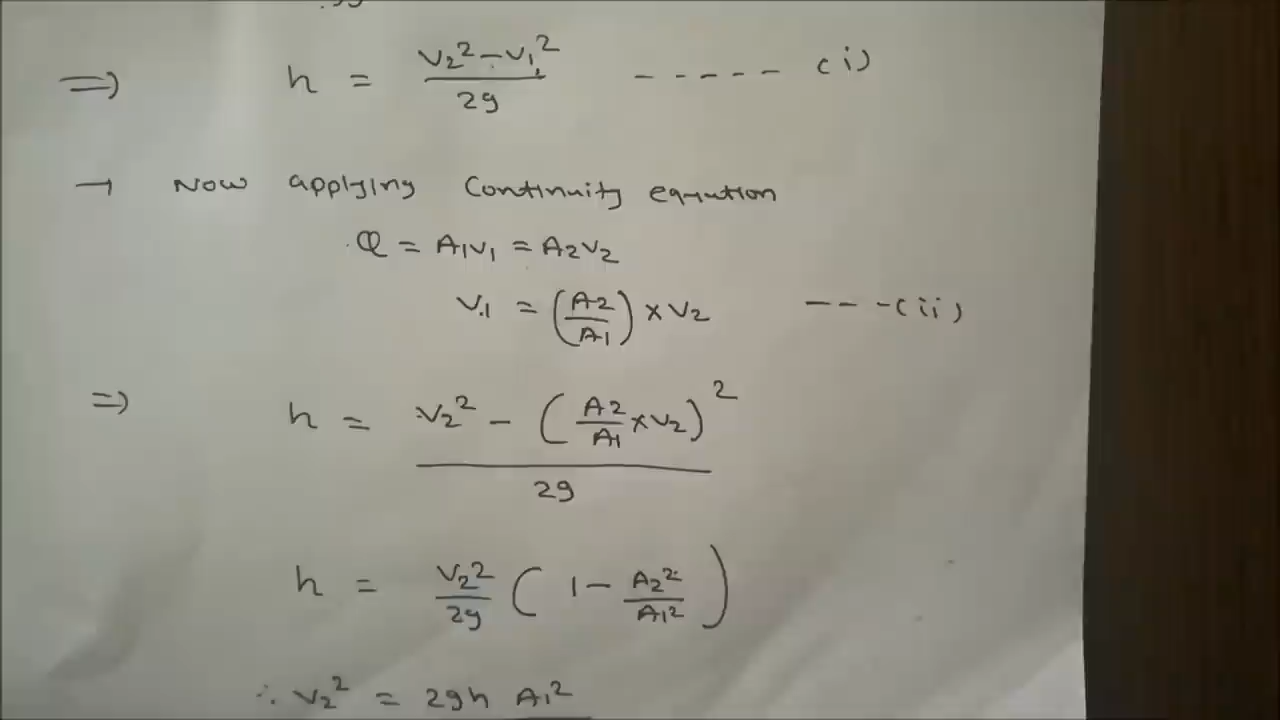 ⇒ h = V₂² - V₁² / 2g ----- (i)
→ Now applying Continuity equation
Q = A₁V₁ = A₂V₂
V₁ = (A₂/A₁) × V₂ --- (ii)
⇒ h = V₂² - (A₂/A₁ × V₂)² / 2g
h = V₂²/2g (1 - A₂²/A₁²)
∴ V₂² = 2gh A₁²